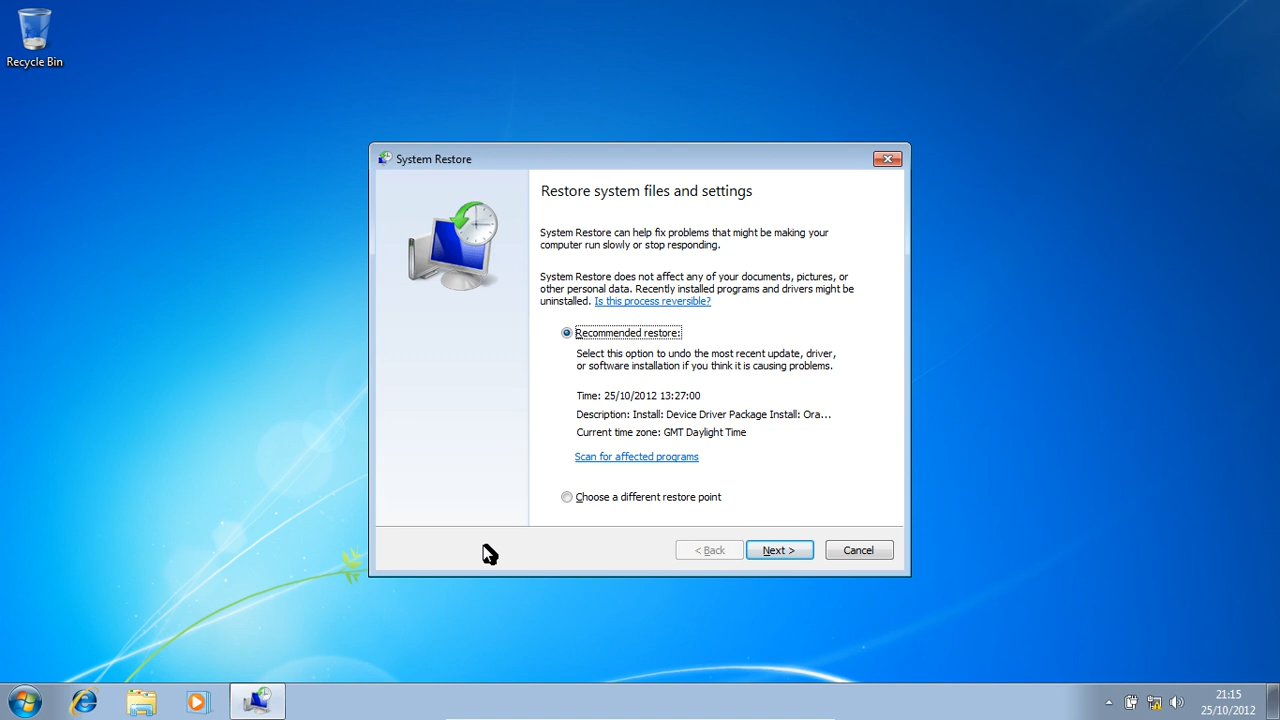 Recycle Bin
System Restore
Restore system files and settings
System Restore can help fix problems that might be making your
computer run slowly or stop responding.
System Restore does not affect any of your documents, pictures, or
other personal data. Recently installed programs and drivers might be
uninstalled. Is this process reversible?
Recommended restore:
Select this option to undo the most recent update, driver,
or software installation if you think it is causing problems.
Time: 25/10/2012 13:27:00
Description: Install: Device Driver Package Install: Ora...
Current time zone: GMT Daylight Time
Scan for affected programs
Choose a different restore point
< Back Next > Cancel
21:15
25/10/2012